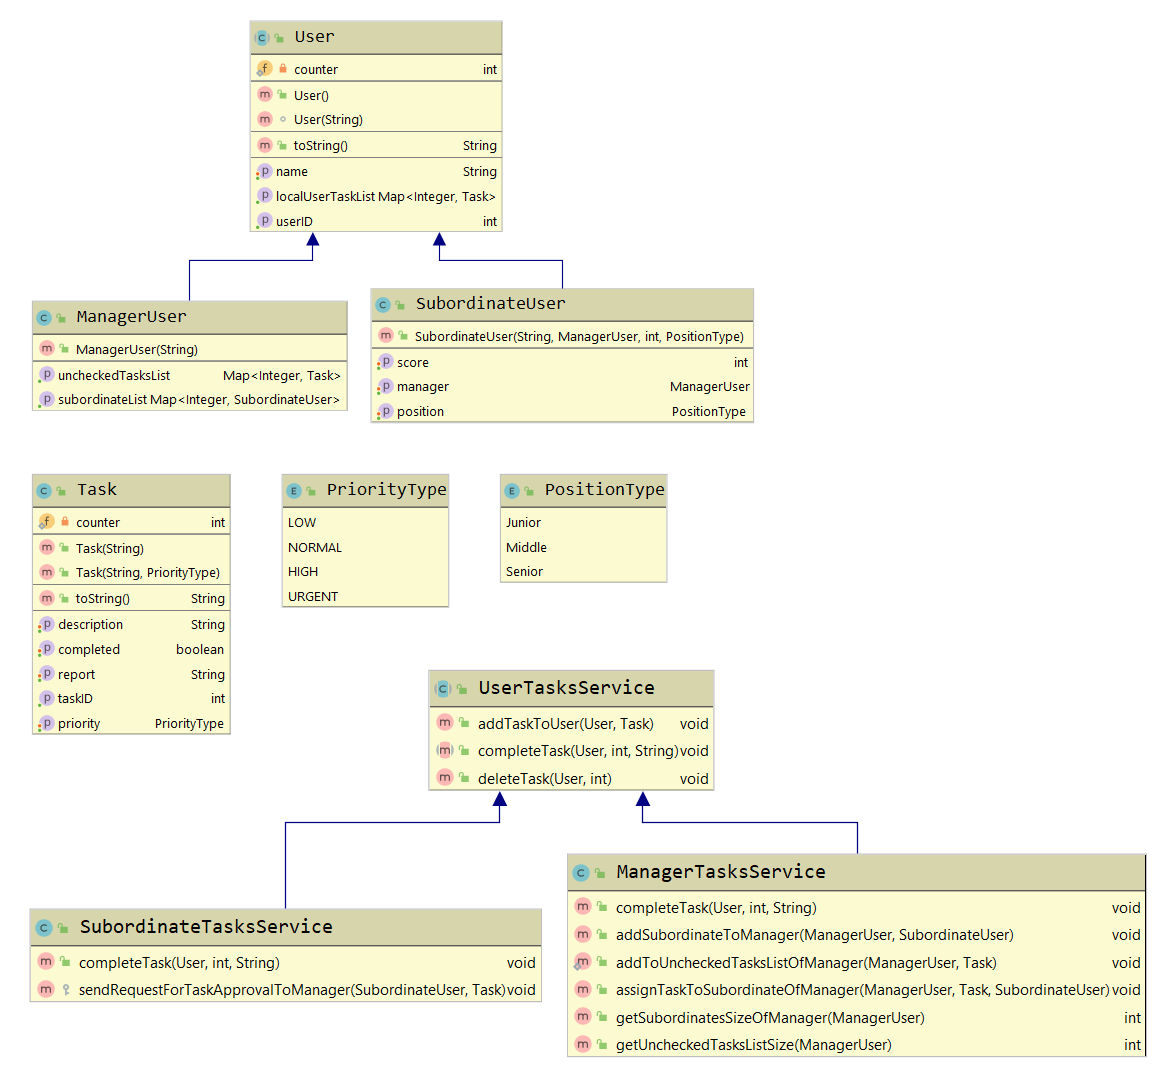 User
counter int
User()
User(String)
toString() String
name String
localUserTaskList Map<Integer, Task>
userID int
ManagerUser
ManagerUser(String)
uncheckedTasksList Map<Integer, Task>
subordinateList Map<Integer, SubordinateUser>
SubordinateUser
SubordinateUser(String, ManagerUser, int, PositionType)
score int
manager ManagerUser
position PositionType
Task
counter int
Task(String)
Task(String, PriorityType)
toString() String
description String
completed boolean
report String
taskID int
priority PriorityType
PriorityType
LOW
NORMAL
HIGH
URGENT
PositionType
Junior
Middle
Senior
UserTasksService
addTaskToUser(User, Task) void
completeTask(User, int, String) void
deleteTask(User, int) void
SubordinateTasksService
completeTask(User, int, String) void
sendRequestForTaskApprovalToManager(SubordinateUser, Task) void
ManagerTasksService
completeTask(User, int, String) void
addSubordinateToManager(ManagerUser, SubordinateUser) void
addToUncheckedTasksListOfManager(ManagerUser, Task) void
assignTaskToSubordinateOfManager(ManagerUser, Task, SubordinateUser) void
getSubordinatesSizeOfManager(ManagerUser) int
getUncheckedTasksListSize(ManagerUser) int